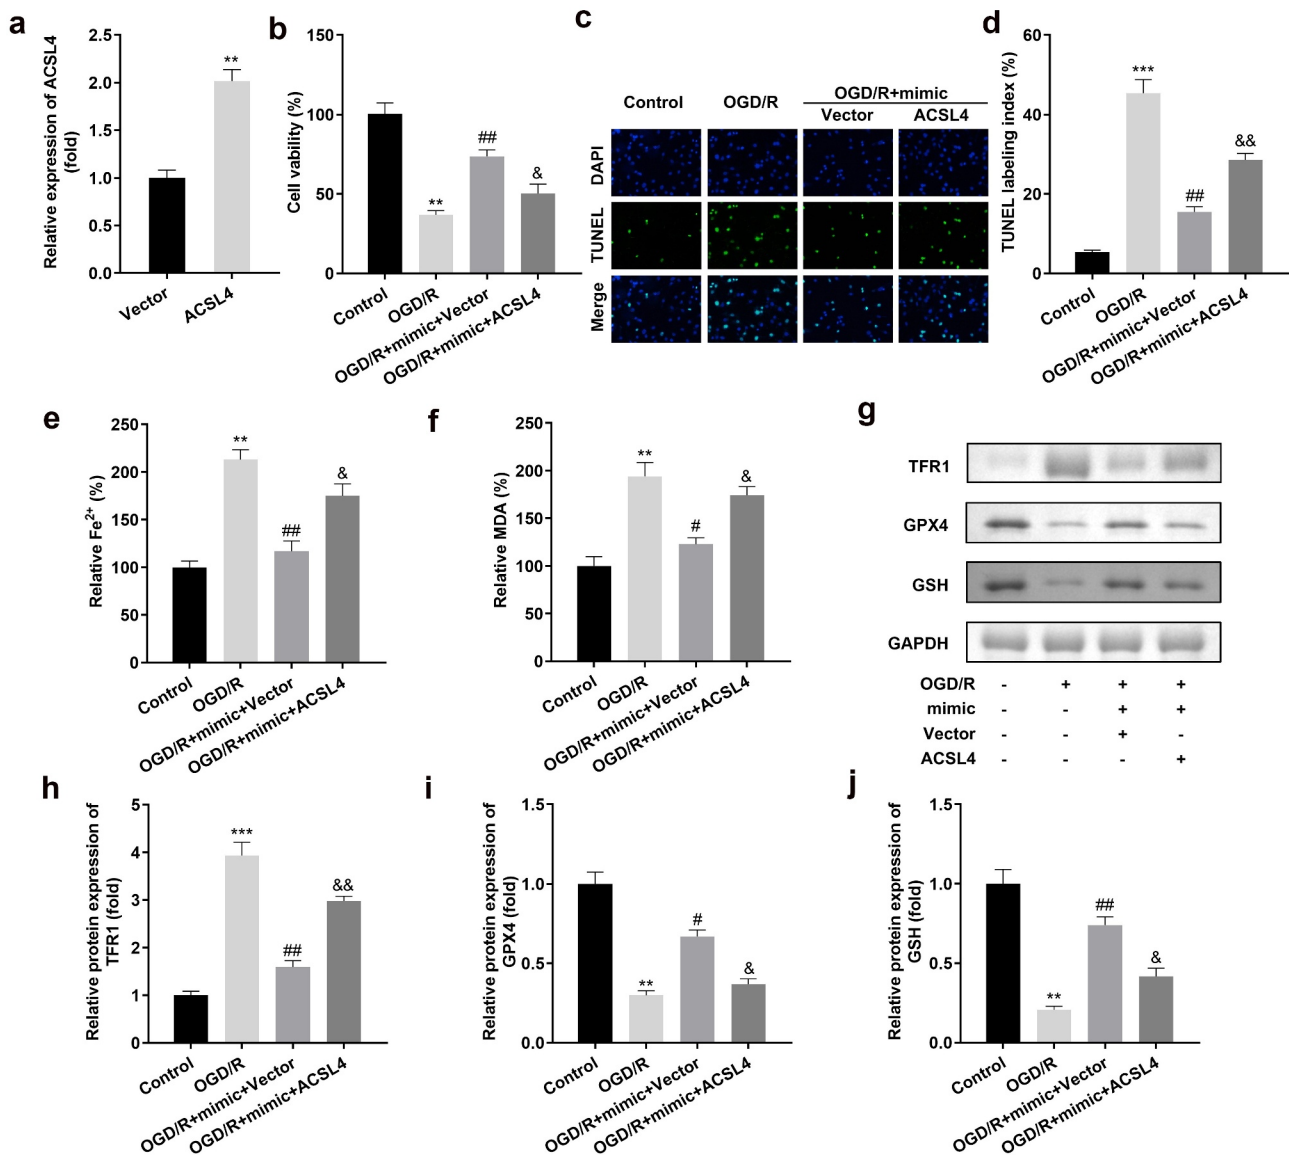 a
Relative expression of ACSL4
(fold)
2.5
2.0
1.5
1.0
0.5
0.0
**
Vector
ACSL4
b
Cell vability (%)
150
100
50
0
**
##
&
Control
OGD/R
OGD/R+mimic+Vector
OGD/R+mimic+ACSL4
c
Control
OGD/R
OGD/R+mimic
Vector
ACSL4
DAPI
TUNEL
Merge
d
TUNEL labeling index (%)
60
40
20
0
***
##
&&
Control
OGD/R
OGD/R+mimic+Vector
OGD/R+mimic+ACSL4
e
Relative Fe2+ (%)
250
200
150
100
50
0
**
##
&
Control
OGD/R
OGD/R+mimic+Vector
OGD/R+mimic+ACSL4
f
Relative MDA (%)
250
200
150
100
50
0
**
#
&
Control
OGD/R
OGD/R+mimic+Vector
OGD/R+mimic+ACSL4
g
TFR1
GPX4
GSH
GAPDH
OGD/R - + + +
mimic - - + +
Vector - - + -
ACSL4 - - - +
h
Relative protein expression of
TFR1 (fold)
5
4
3
2
1
0
***
##
&&
Control
OGD/R
OGD/R+mimic+Vector
OGD/R+mimic+ACSL4
i
Relative protein expression of
GPX4 (fold)
1.5
1.0
0.5
0.0
**
#
&
Control
OGD/R
OGD/R+mimic+Vector
OGD/R+mimic+ACSL4
j
Relative protein expression of
GSH (fold)
1.5
1.0
0.5
0.0
**
##
&
Control
OGD/R
OGD/R+mimic+Vector
OGD/R+mimic+ACSL4